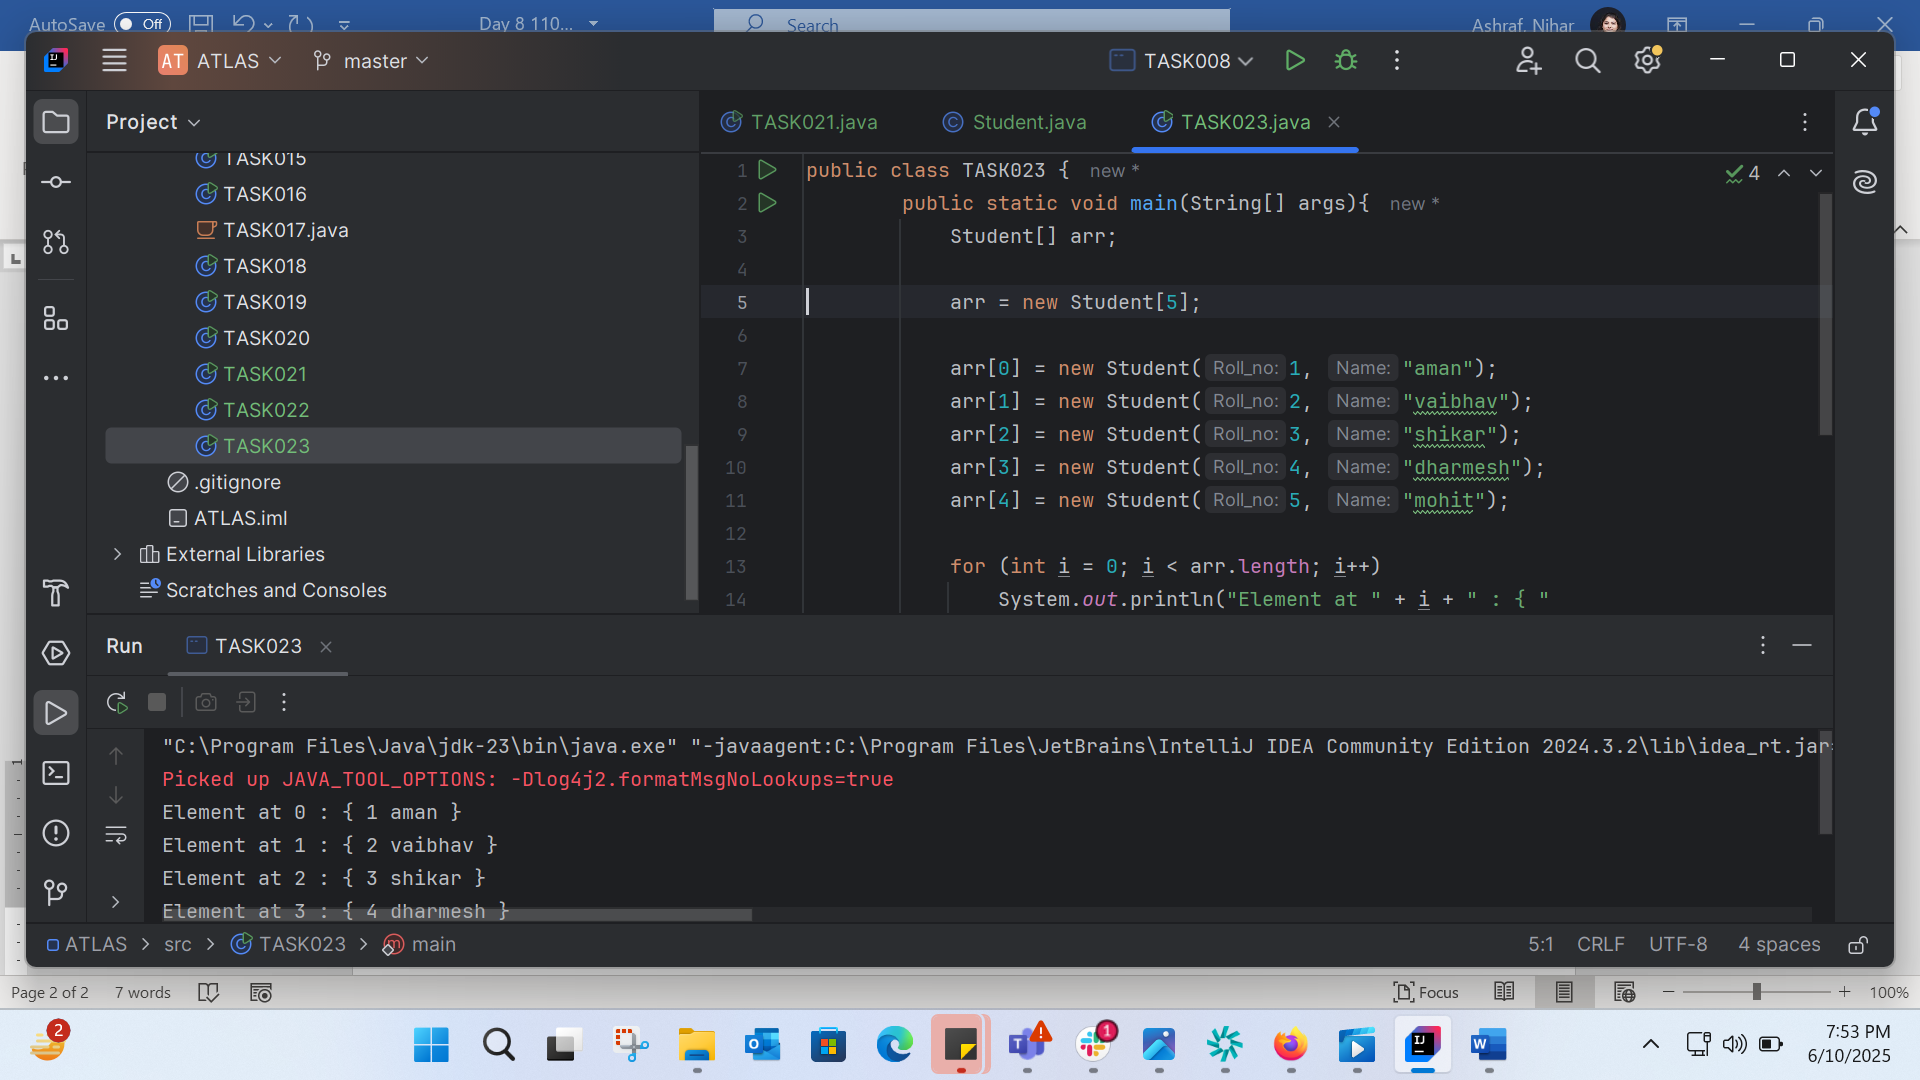 AutoSave Off Day 8 110... Search Ashraf, Nihar
AT ATLAS master TASK008
Project
TASK015
TASK016
TASK017.java
TASK018
TASK019
TASK020
TASK021
TASK022
TASK023
.gitignore
ATLAS.iml
External Libraries
Scratches and Consoles
TASK021.java Student.java TASK023.java
4
1 public class TASK023 { new *
2 public static void main(String[] args){ new *
3 Student[] arr;
4
5 arr = new Student[5];
6
7 arr[0] = new Student( Roll_no: 1, Name: "aman");
8 arr[1] = new Student( Roll_no: 2, Name: "vaibhav");
9 arr[2] = new Student( Roll_no: 3, Name: "shikar");
10 arr[3] = new Student( Roll_no: 4, Name: "dharmesh");
11 arr[4] = new Student( Roll_no: 5, Name: "mohit");
12
13 for (int i = 0; i < arr.length; i++)
14 System.out.println("Element at " + i + " : { "
Run TASK023
"C:\Program Files\Java\jdk-23\bin\java.exe" "-javaagent:C:\Program Files\JetBrains\IntelliJ IDEA Community Edition 2024.3.2\lib\idea_rt.jar=
Picked up JAVA_TOOL_OPTIONS: -Dlog4j2.formatMsgNoLookups=true
Element at 0 : { 1 aman }
Element at 1 : { 2 vaibhav }
Element at 2 : { 3 shikar }
Element at 3 : { 4 dharmesh }
ATLAS > src > TASK023 > main 5:1 CRLF UTF-8 4 spaces
Page 2 of 2 7 words Focus 100%
2 1 7:53 PM
6/10/2025